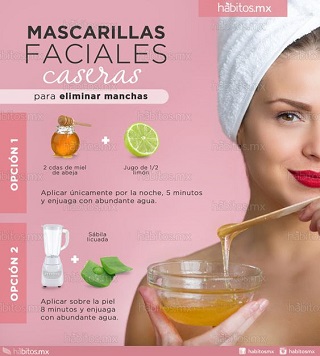 hábitos.mx
MASCARILLAS
FACIALES
caseras
para eliminar manchas
OPCIÓN 1
2 cdas de miel
de abeja
+
Jugo de 1/2
limón
Aplicar únicamente por la noche, 5 minutos
y enjuaga con abundante agua.
OPCIÓN 2
+
Sábila
licuada
Aplicar sobre la piel
8 minutos y enjuaga
con abundante agua.
hábitos.mx
habitosmx
habitosmx